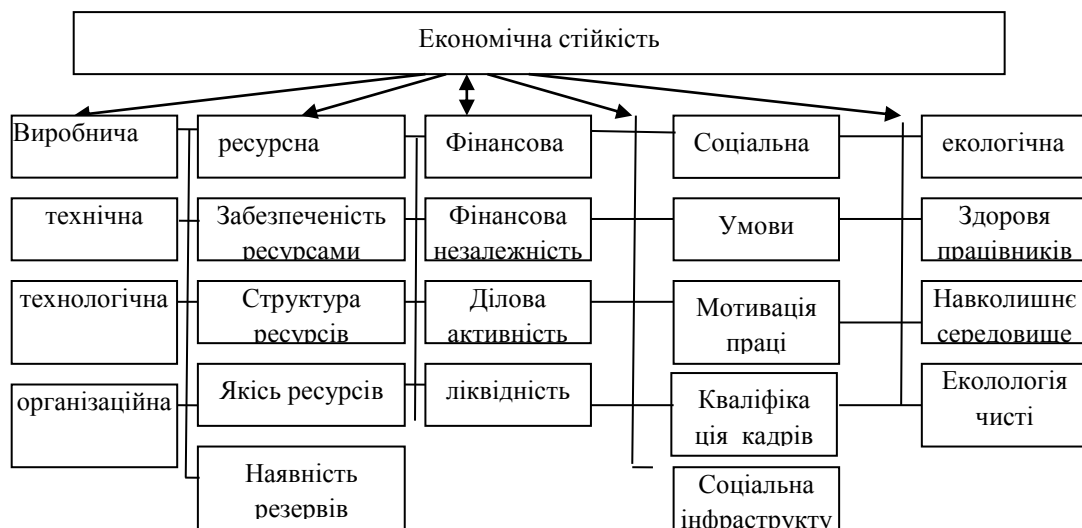 Економічна стійкість
Виробнича
ресурсна
Фінансова
Соціальна
екологічна
технічна
Забезпеченість
ресурсами
Фінансова
незалежність
Умови
Здоровя
працівників
технологічна
Структура
ресурсів
Ділова
активність
Мотивація
праці
Навколишнє
середовище
організаційна
Якісь ресурсів
ліквідність
Кваліфіка
ція кадрів
Еколологія
чисті
Наявність
резервів
Соціальна
інфраструкту